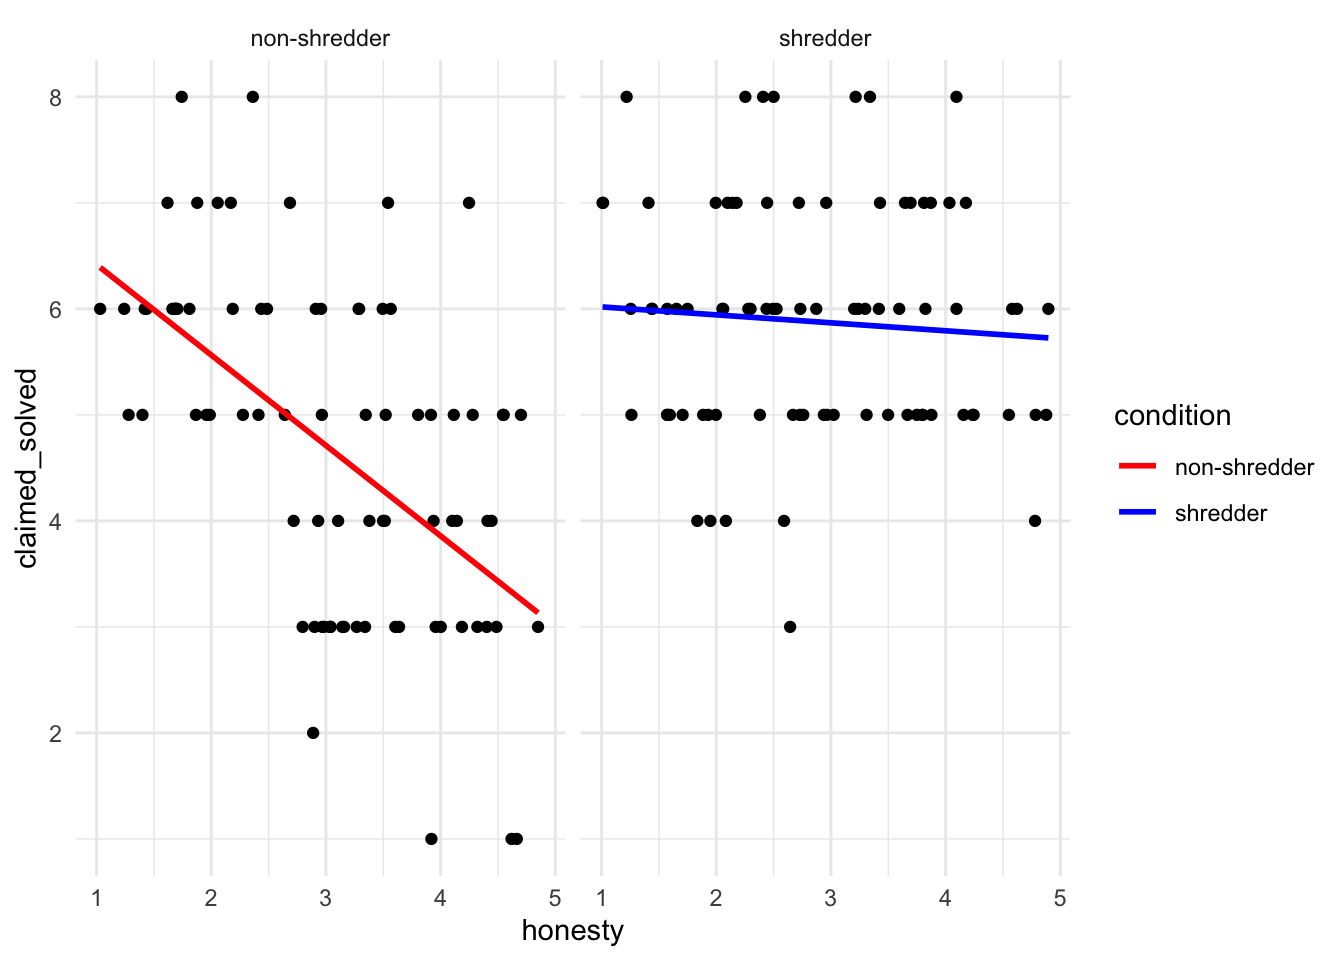 non-shredder
shredder
8
6
4
2
claimed_solved
1 2 3 4 5
1 2 3 4 5
honesty
condition
non-shredder
shredder